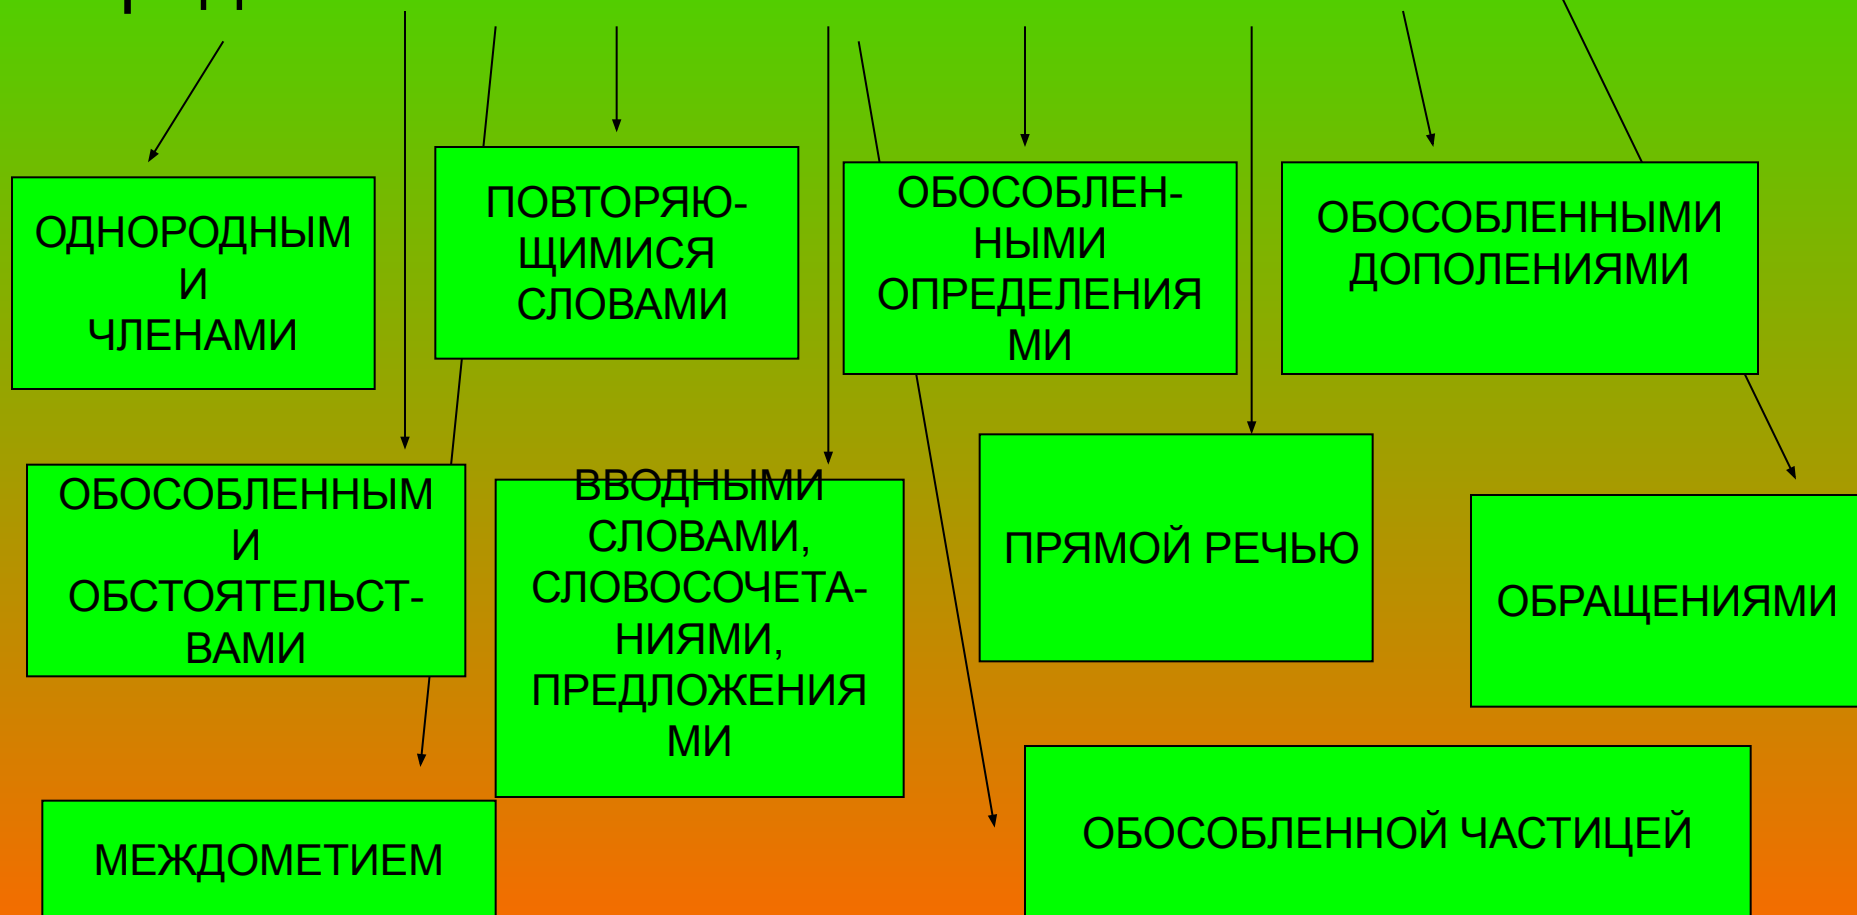 ОДНОРОДНЫМ
И
ЧЛЕНАМИ
ПОВТОРЯЮ-
ЩИМИСЯ
СЛОВАМИ
ОБОСОБЛЕН-
НЫМИ
ОПРЕДЕЛЕНИЯ
МИ
ОБОСОБЛЕННЫМИ
ДОПОЛЕНИЯМИ
ОБОСОБЛЕННЫМ
И
ОБСТОЯТЕЛЬСТ-
ВАМИ
ВВОДНЫМИ
СЛОВАМИ,
СЛОВОСОЧЕТА-
НИЯМИ,
ПРЕДЛОЖЕНИЯ
МИ
ПРЯМОЙ РЕЧЬЮ
ОБРАЩЕНИЯМИ
МЕЖДОМЕТИЕМ
ОБОСОБЛЕННОЙ ЧАСТИЦЕЙ